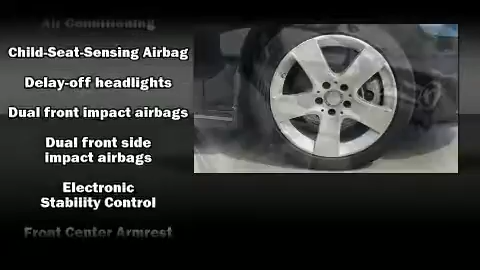 Air Conditioning
Child-Seat-Sensing Airbag
Delay-off headlights
Dual front impact airbags
Dual front side
impact airbags
Electronic
Stability Control
Front Center Armrest